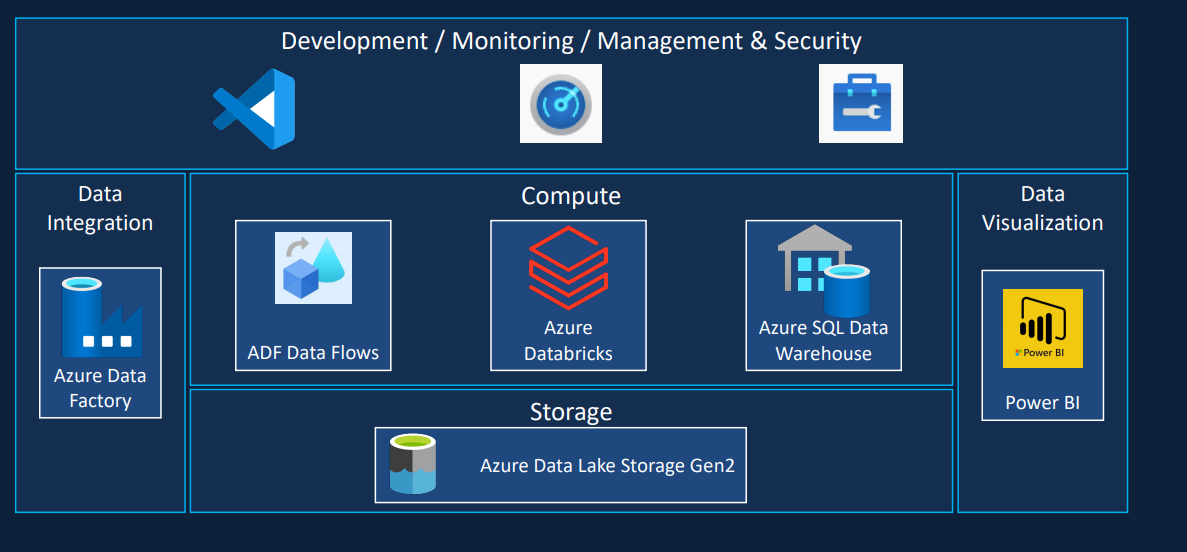 Development / Monitoring / Management & Security
Data
Integration
Azure Data
Factory
Compute
ADF Data Flows
Azure
Databricks
Azure SQL Data
Warehouse
Storage
Azure Data Lake Storage Gen2
Data
Visualization
Power BI
Power BI